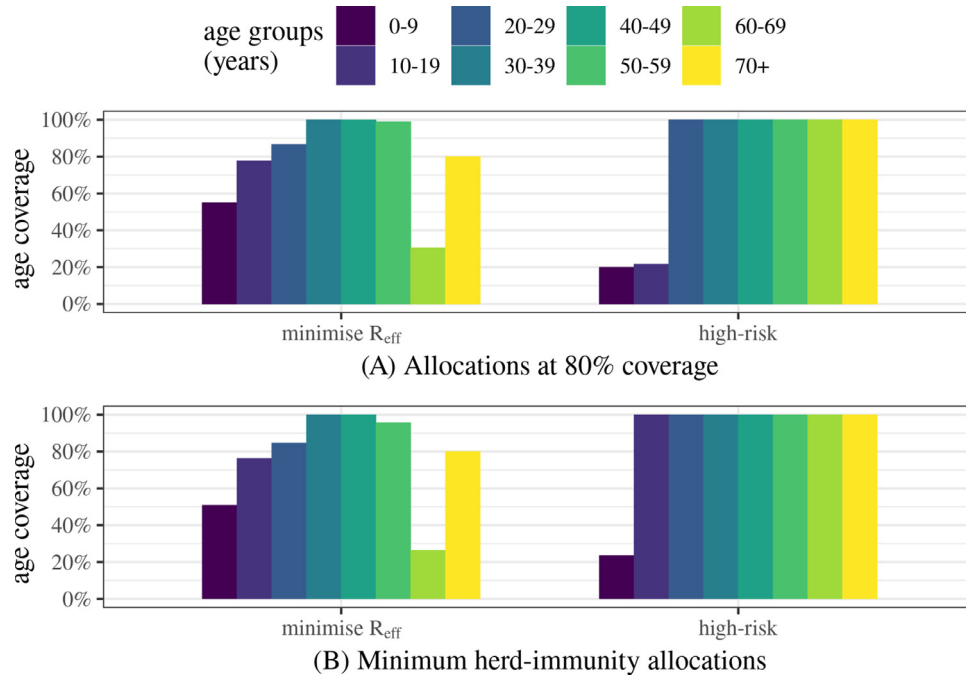 age groups
(years)
0-9 20-29 40-49 60-69
10-19 30-39 50-59 70+
100%
80%
60%
40%
20%
0%
age coverage
minimise R_eff high-risk
(A) Allocations at 80% coverage
100%
80%
60%
40%
20%
0%
age coverage
minimise R_eff high-risk
(B) Minimum herd-immunity allocations